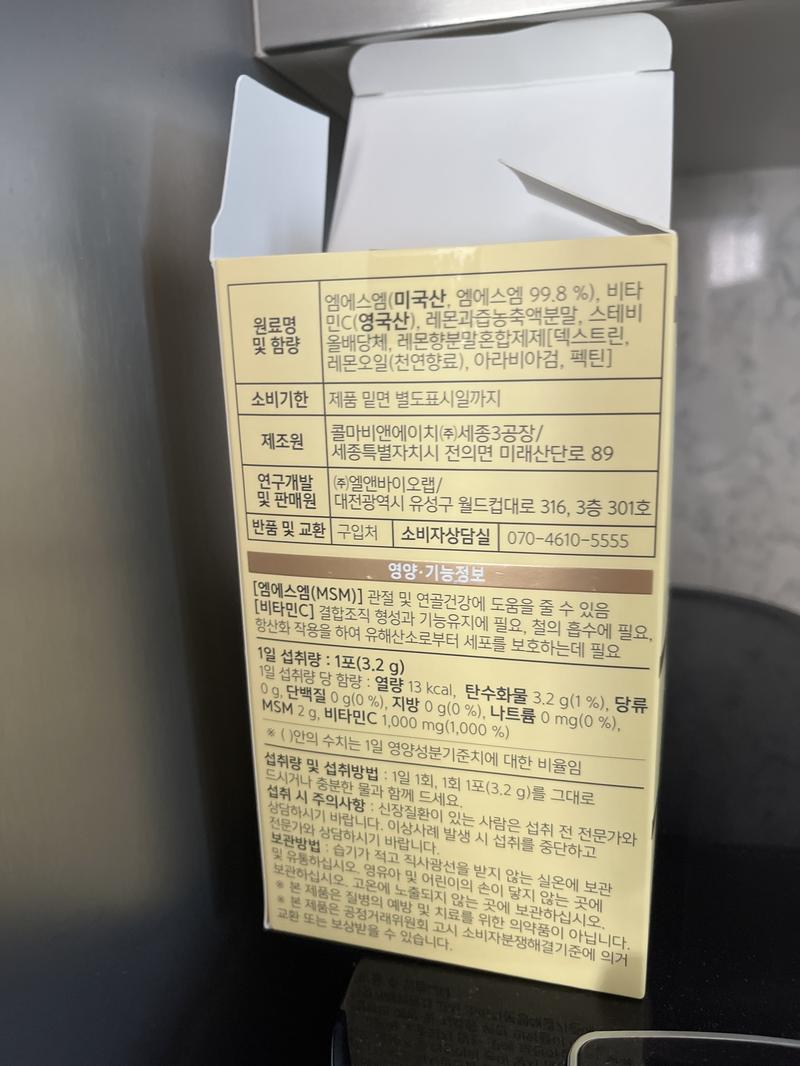 원료명
및 함량
엠에스엠(미국산, 엠에스엠 99.8 %), 비타
민C(영국산), 레몬과즙농축액분말, 스테비
올배당체, 레몬향분말혼합제제[덱스트린,
레몬오일(천연향료), 아라비아검, 펙틴]
소비기한 제품 밑면 별도표시일까지
제조원
콜마비앤에이치㈜세종3공장/
세종특별자치시 전의면 미래산단로 89
연구개발
및 판매원
㈜엘앤바이오랩/
대전광역시 유성구 월드컵대로 316, 3층 301호
반품 및 교환 구입처 소비자상담실 070-4610-5555
영양·기능정보
[엠에스엠(MSM)] 관절 및 연골건강에 도움을 줄 수 있음
[비타민C] 결합조직 형성과 기능유지에 필요, 철의 흡수에 필요,
항산화 작용을 하여 유해산소로부터 세포를 보호하는데 필요
1일 섭취량 : 1포(3.2 g)
1일 섭취량 당 함량 : 열량 13 kcal, 탄수화물 3.2 g(1 %), 당류
0 g, 단백질 0 g(0 %), 지방 0 g(0 %), 나트륨 0 mg(0 %),
MSM 2 g, 비타민C 1,000 mg(1,000 %)
※ ( )안의 수치는 1일 영양성분기준치에 대한 비율임
섭취량 및 섭취방법 : 1일 1회, 1회 1포(3.2 g)를 그대로
드시거나 충분한 물과 함께 드세요.
섭취 시 주의사항 : 신장질환이 있는 사람은 섭취 전 전문가와
상담하시기 바랍니다. 이상사례 발생 시 섭취를 중단하고
전문가와 상담하시기 바랍니다.
보관방법 : 습기가 적고 직사광선을 받지 않는 실온에 보관
및 유통하십시오. 영유아 및 어린이의 손이 닿지 않는 곳에
보관하십시오. 고온에 노출되지 않는 곳에 보관하십시오.
※ 본 제품은 질병의 예방 및 치료를 위한 의약품이 아닙니다.
※ 본 제품은 공정거래위원회 고시 소비자분쟁해결기준에 의거
교환 또는 보상받을 수 있습니다.